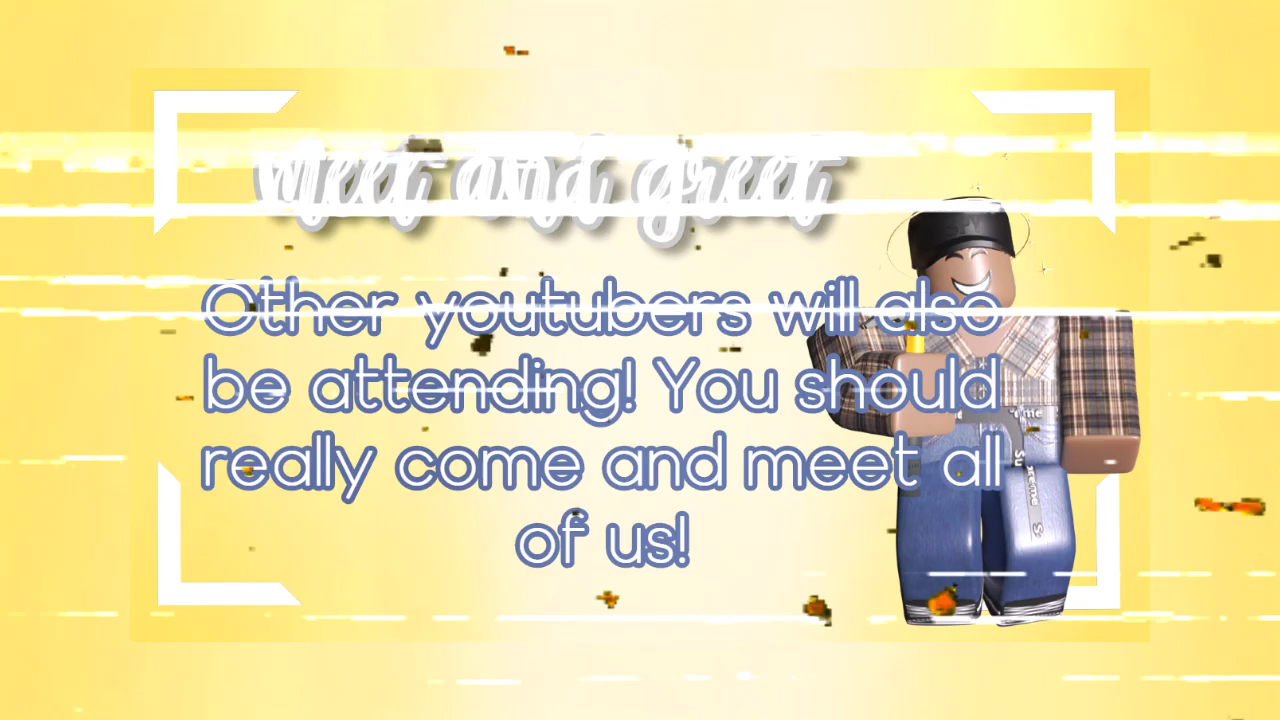 Meet and greet
Other youtubers will also
be attending! You should
really come and meet all
of us!